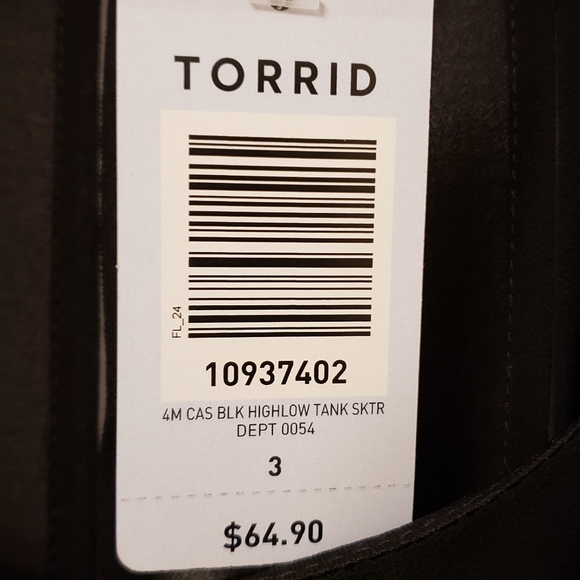 TORRID
FL_24
10937402
4M CAS BLK HIGHLOW TANK SKTR
DEPT 0054
3
$64.90